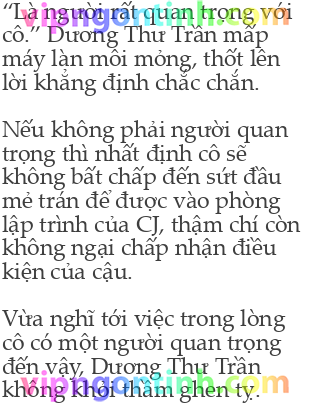 “Là người rất quan trọng với
cô.” Dương Thư Trần mấp
máy làn môi mỏng, thốt lên
lời khẳng định chắc chắn.
Nếu không phải người quan
trọng thì nhất định cô sẽ
không bất chấp đến sứt đầu
mẻ trán để được vào phòng
lập trình của CJ, thậm chí còn
không ngại chấp nhận điều
kiện của cậu.
Vừa nghĩ tới việc trong lòng
cô có một người quan trọng
đến vậy, Dương Thư Trần
không khỏi thầm ghen tỵ.
vipngontinh.com
vipngontinh.com